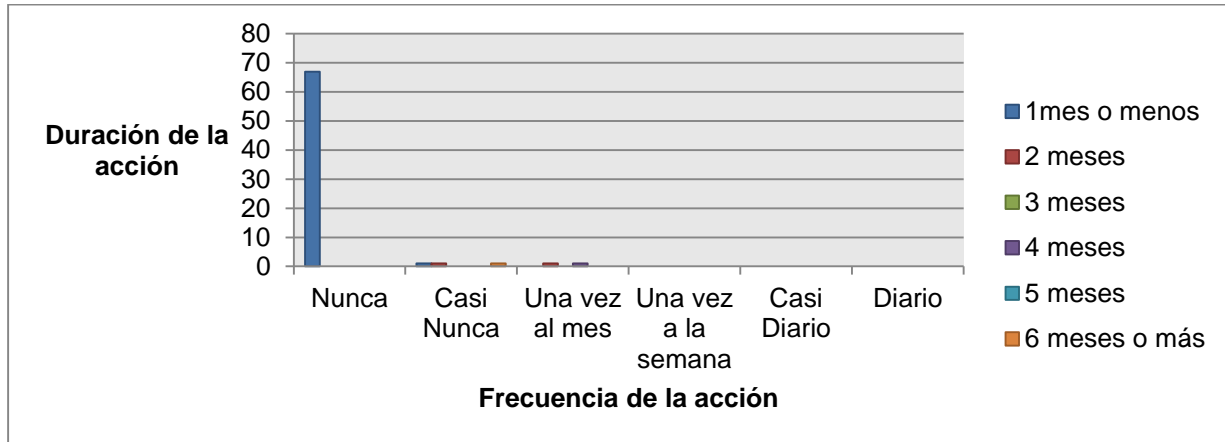 80
70
60
50
40
30
20
10
0
Duración de la
acción
Nunca
Casi
Nunca
Una vez
al mes
Una vez
a la
semana
Casi
Diario
Diario
Frecuencia de la acción
1mes o menos
2 meses
3 meses
4 meses
5 meses
6 meses o más